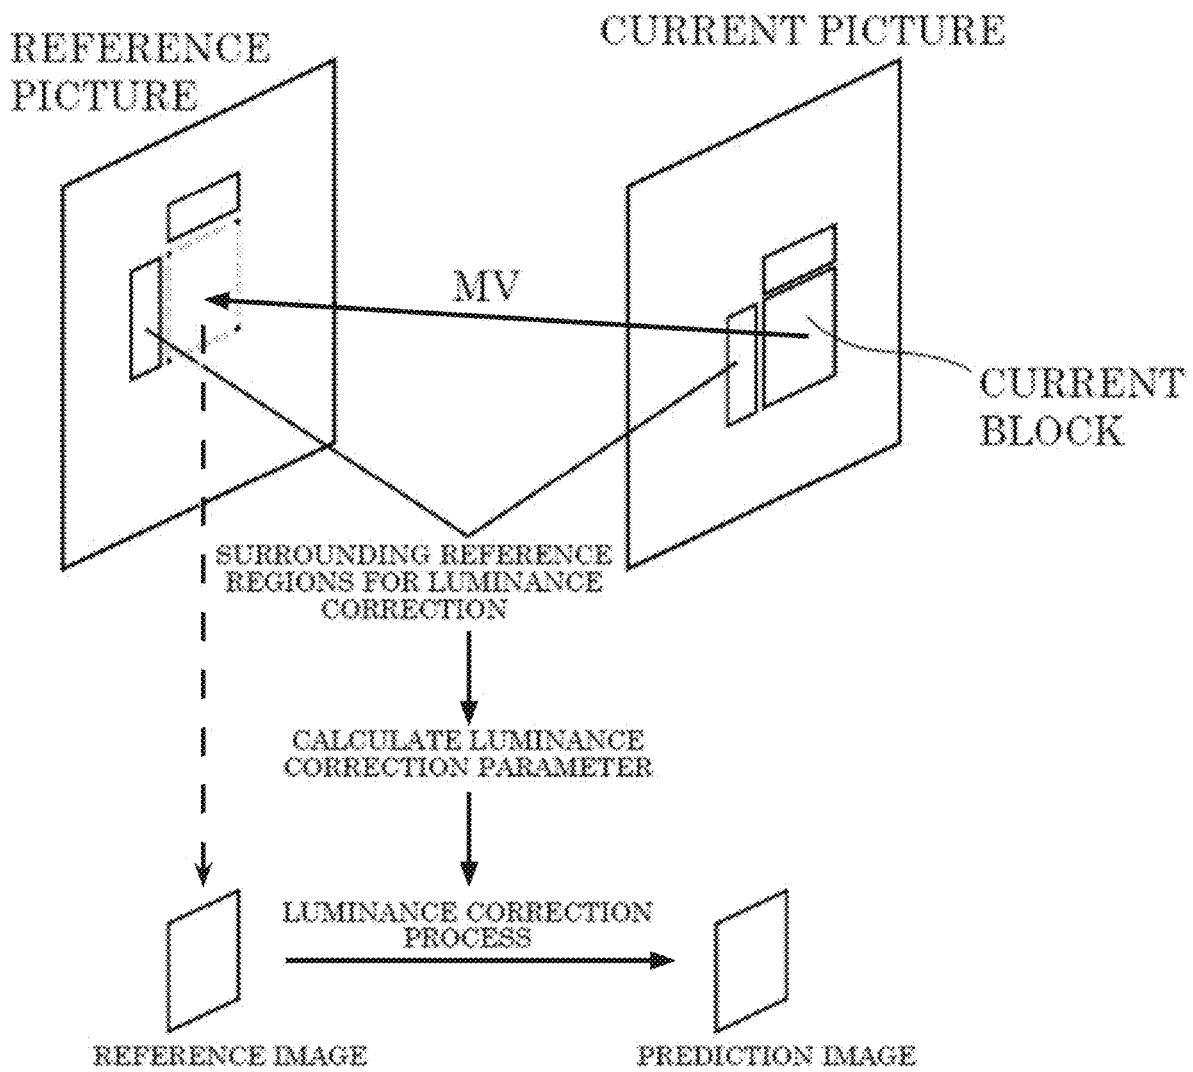 REFERENCE
PICTURE
CURRENT PICTURE
MV
CURRENT
BLOCK
SURROUNDING REFERENCE
REGIONS FOR LUMINANCE
CORRECTION
CALCULATE LUMINANCE
CORRECTION PARAMETER
LUMINANCE CORRECTION
PROCESS
REFERENCE IMAGE
PREDICTION IMAGE